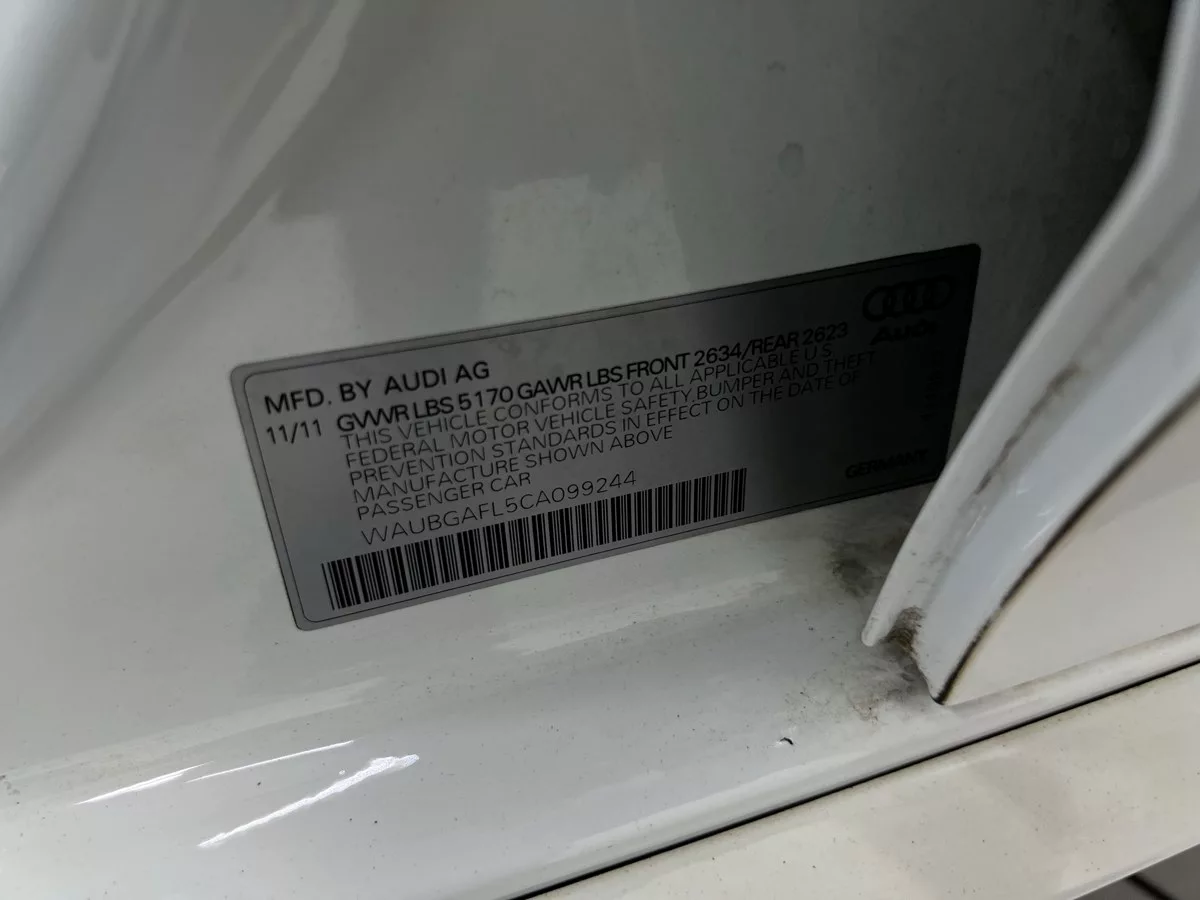 MFD. BY AUDI AG
11/11 GVWR LBS 5170 GAWR LBS FRONT 2634/REAR 2623
THIS VEHICLE CONFORMS TO ALL APPLICABLE U S
FEDERAL MOTOR VEHICLE SAFETY,BUMPER AND THEFT
PREVENTION STANDARDS IN EFFECT ON THE DATE OF
MANUFACTURE SHOWN ABOVE
PASSENGER CAR
WAUBGAFL5CA099244
Audi
GERMANY